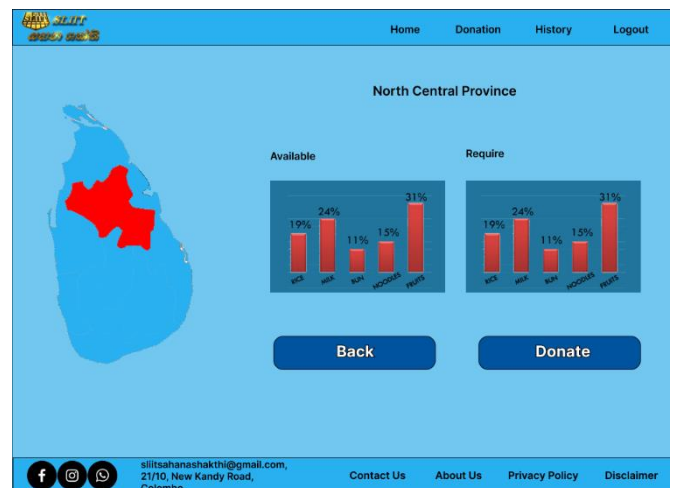 SLIIT
Home Donation History Logout
North Central Province
Available
Require
31%
24%
19%
15%
11%
RICE MILK BUN NOODLES FRUITS
31%
24%
19%
15%
11%
RICE MILK BUN NOODLES FRUITS
Back
Donate
sliitsahanashakthi@gmail.com,
21/10, New Kandy Road,
Colombo
Contact Us About Us Privacy Policy Disclaimer